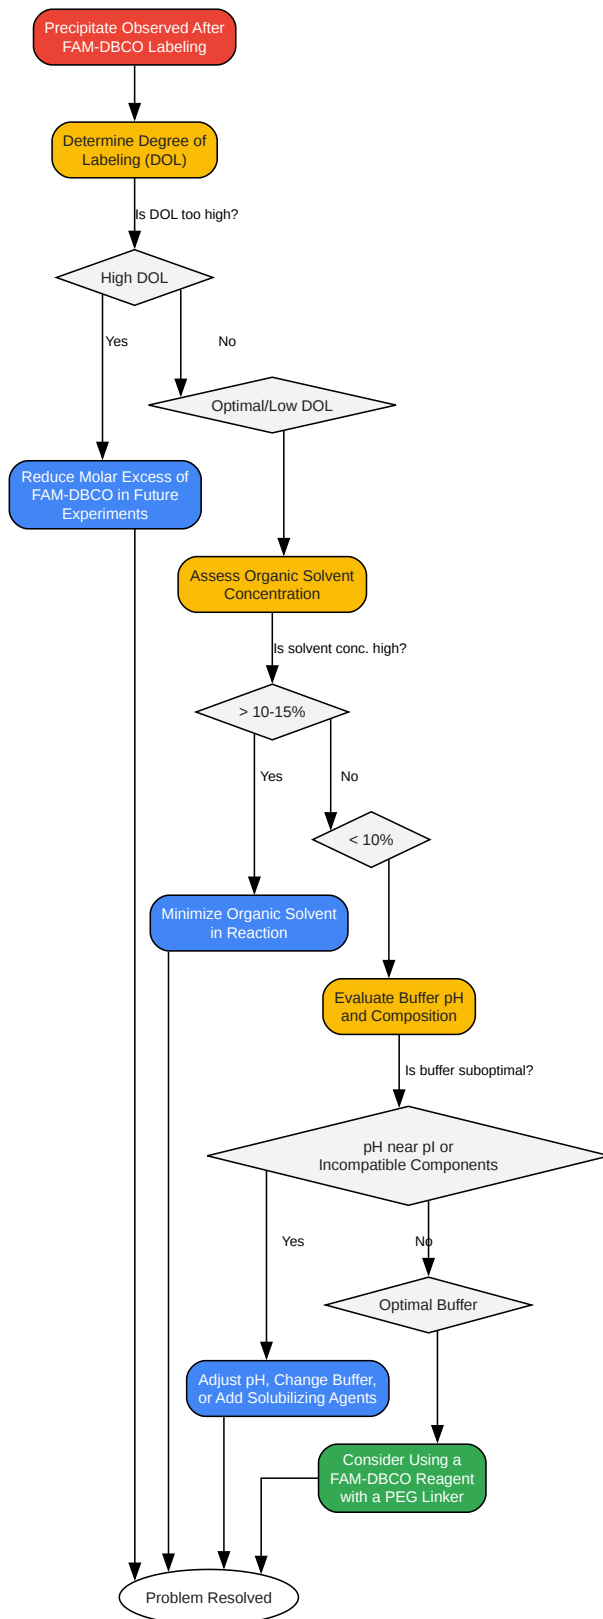 Precipitate Observed After
FAM-DBCO Labeling
Determine Degree of
Labeling (DOL)
Is DOL too high?
High DOL
Yes
No
Optimal/Low DOL
Reduce Molar Excess of
FAM-DBCO in Future
Experiments
Assess Organic Solvent
Concentration
Is solvent conc. high?
> 10-15%
Yes
No
< 10%
Minimize Organic Solvent
in Reaction
Evaluate Buffer pH
and Composition
Is buffer suboptimal?
pH near pI or
Incompatible Components
Yes
No
Optimal Buffer
Adjust pH, Change Buffer,
or Add Solubilizing Agents
Consider Using a
FAM-DBCO Reagent
with a PEG Linker
Problem Resolved